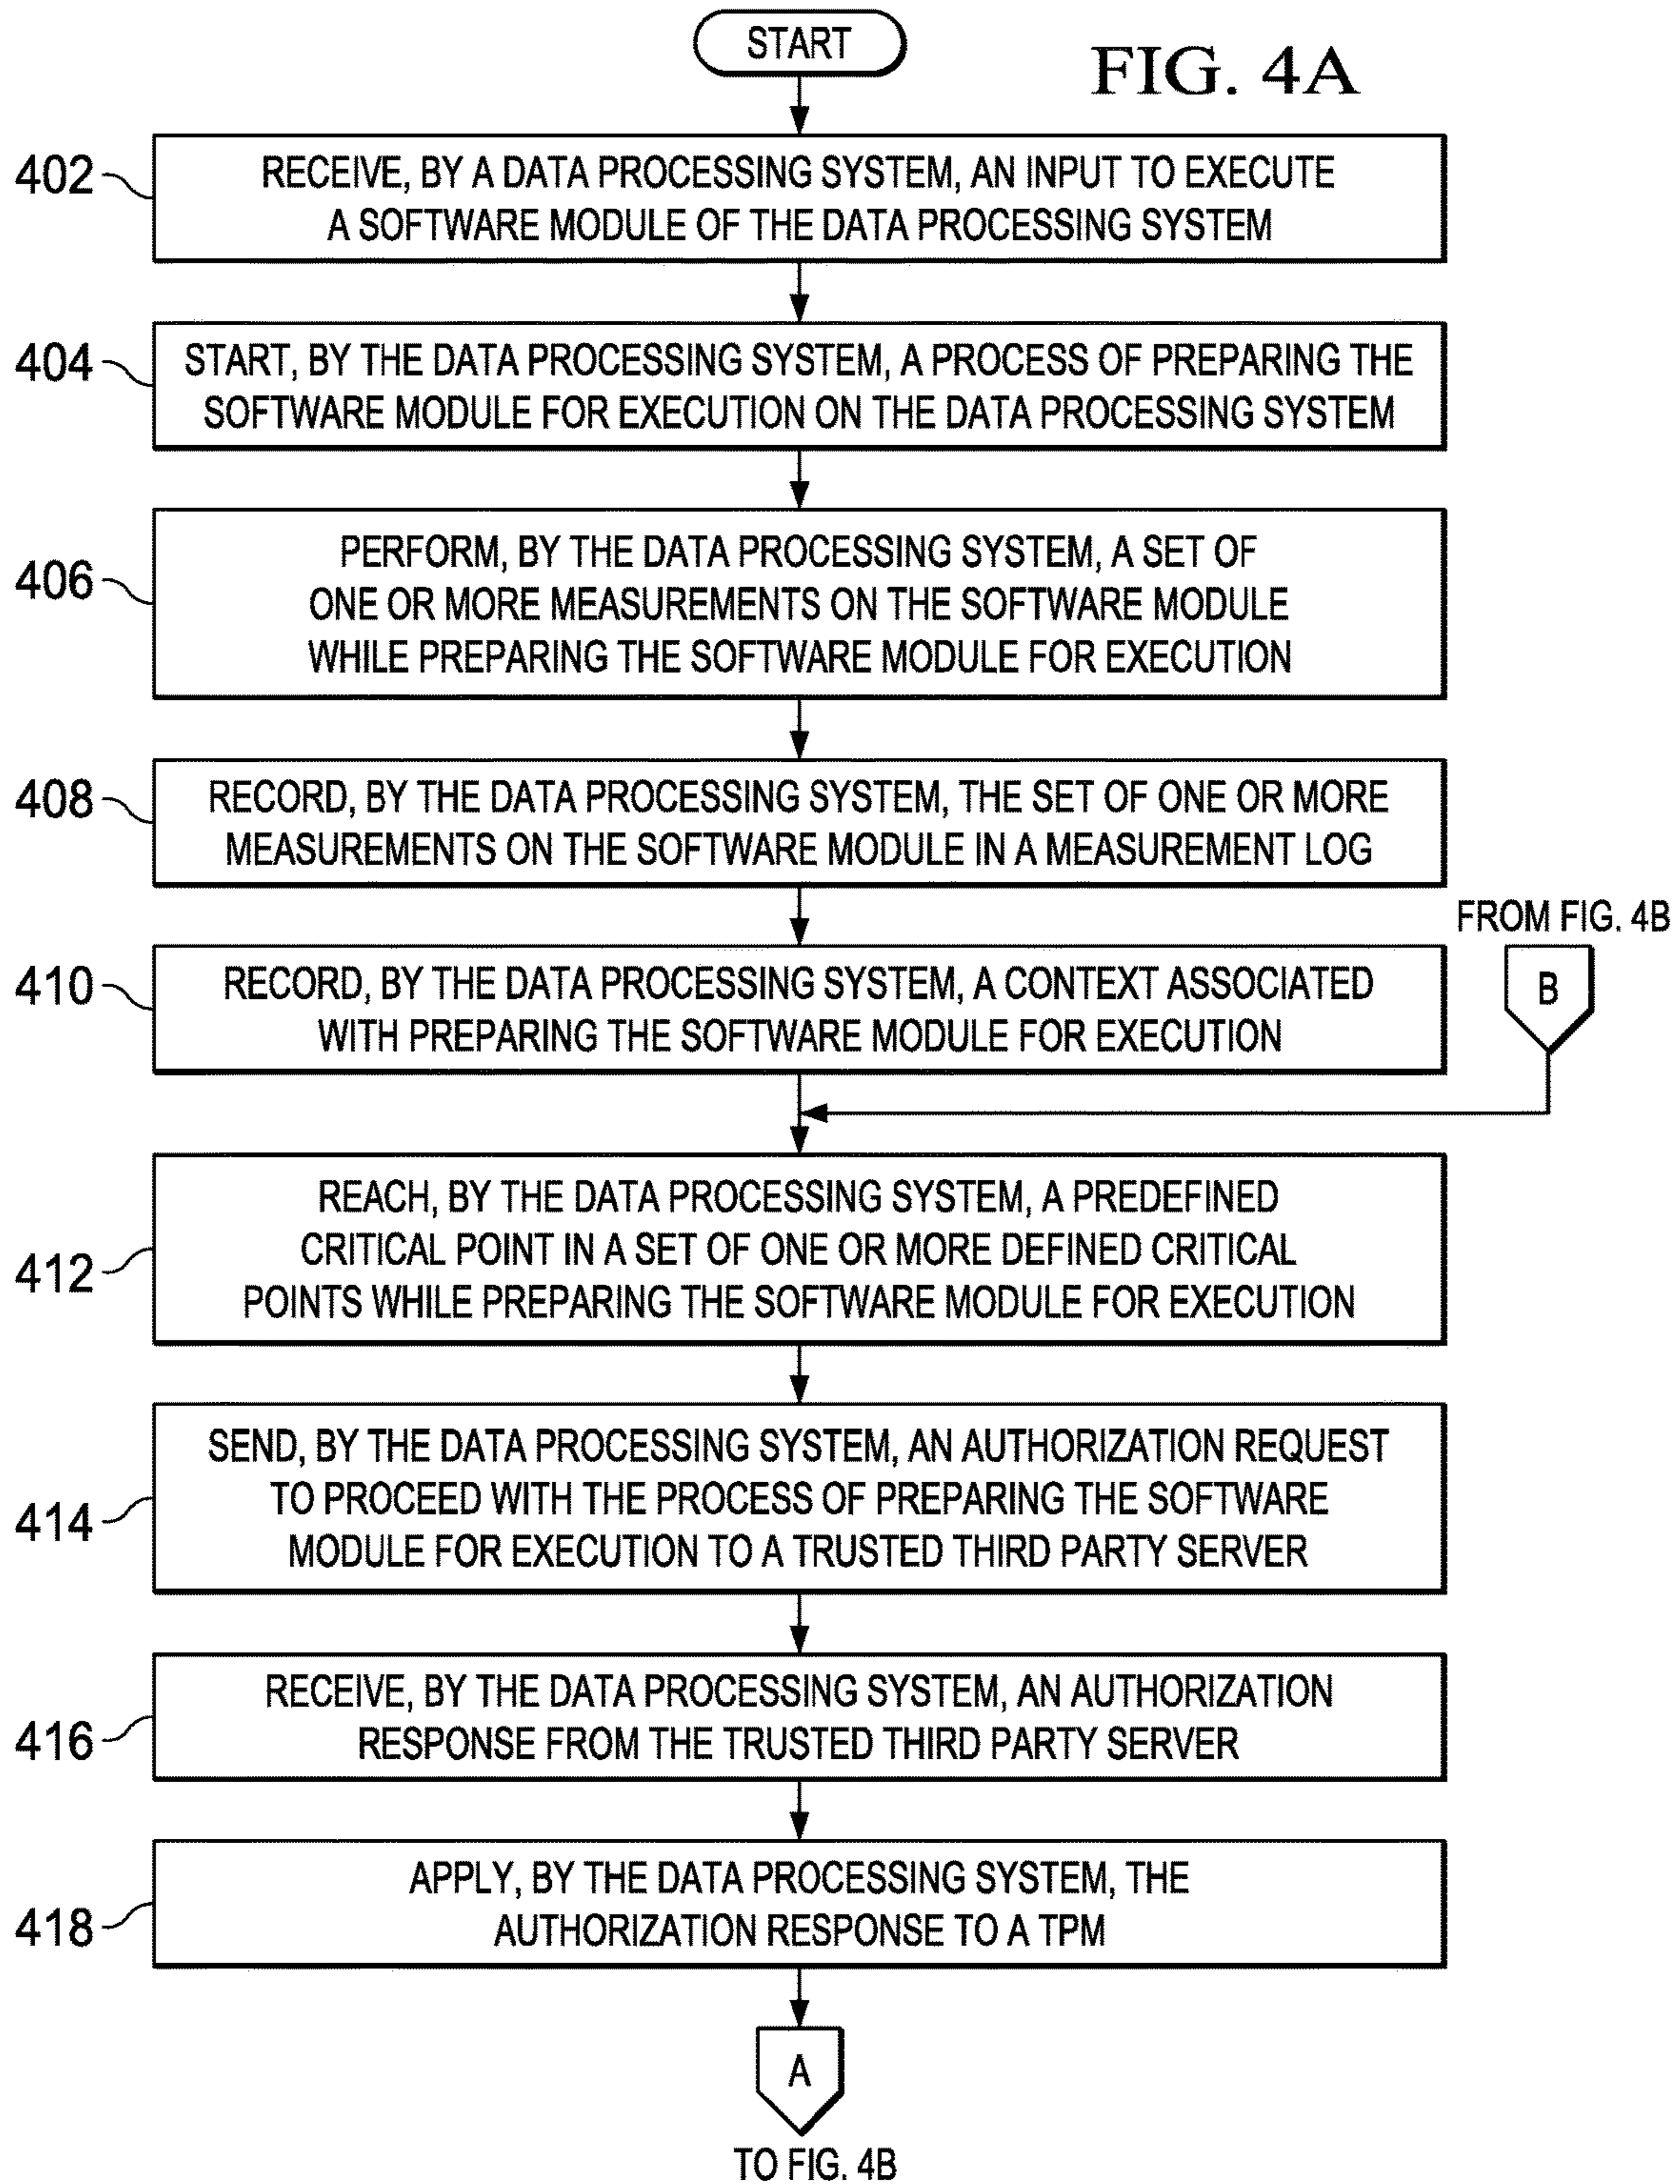 START
FIG. 4A
402
RECEIVE, BY A DATA PROCESSING SYSTEM, AN INPUT TO EXECUTE
A SOFTWARE MODULE OF THE DATA PROCESSING SYSTEM
404
START, BY THE DATA PROCESSING SYSTEM, A PROCESS OF PREPARING THE
SOFTWARE MODULE FOR EXECUTION ON THE DATA PROCESSING SYSTEM
406
PERFORM, BY THE DATA PROCESSING SYSTEM, A SET OF
ONE OR MORE MEASUREMENTS ON THE SOFTWARE MODULE
WHILE PREPARING THE SOFTWARE MODULE FOR EXECUTION
408
RECORD, BY THE DATA PROCESSING SYSTEM, THE SET OF ONE OR MORE
MEASUREMENTS ON THE SOFTWARE MODULE IN A MEASUREMENT LOG
FROM FIG. 4B
B
410
RECORD, BY THE DATA PROCESSING SYSTEM, A CONTEXT ASSOCIATED
WITH PREPARING THE SOFTWARE MODULE FOR EXECUTION
412
REACH, BY THE DATA PROCESSING SYSTEM, A PREDEFINED
CRITICAL POINT IN A SET OF ONE OR MORE DEFINED CRITICAL
POINTS WHILE PREPARING THE SOFTWARE MODULE FOR EXECUTION
414
SEND, BY THE DATA PROCESSING SYSTEM, AN AUTHORIZATION REQUEST
TO PROCEED WITH THE PROCESS OF PREPARING THE SOFTWARE
MODULE FOR EXECUTION TO A TRUSTED THIRD PARTY SERVER
416
RECEIVE, BY THE DATA PROCESSING SYSTEM, AN AUTHORIZATION
RESPONSE FROM THE TRUSTED THIRD PARTY SERVER
418
APPLY, BY THE DATA PROCESSING SYSTEM, THE
AUTHORIZATION RESPONSE TO A TPM
A
TO FIG. 4B